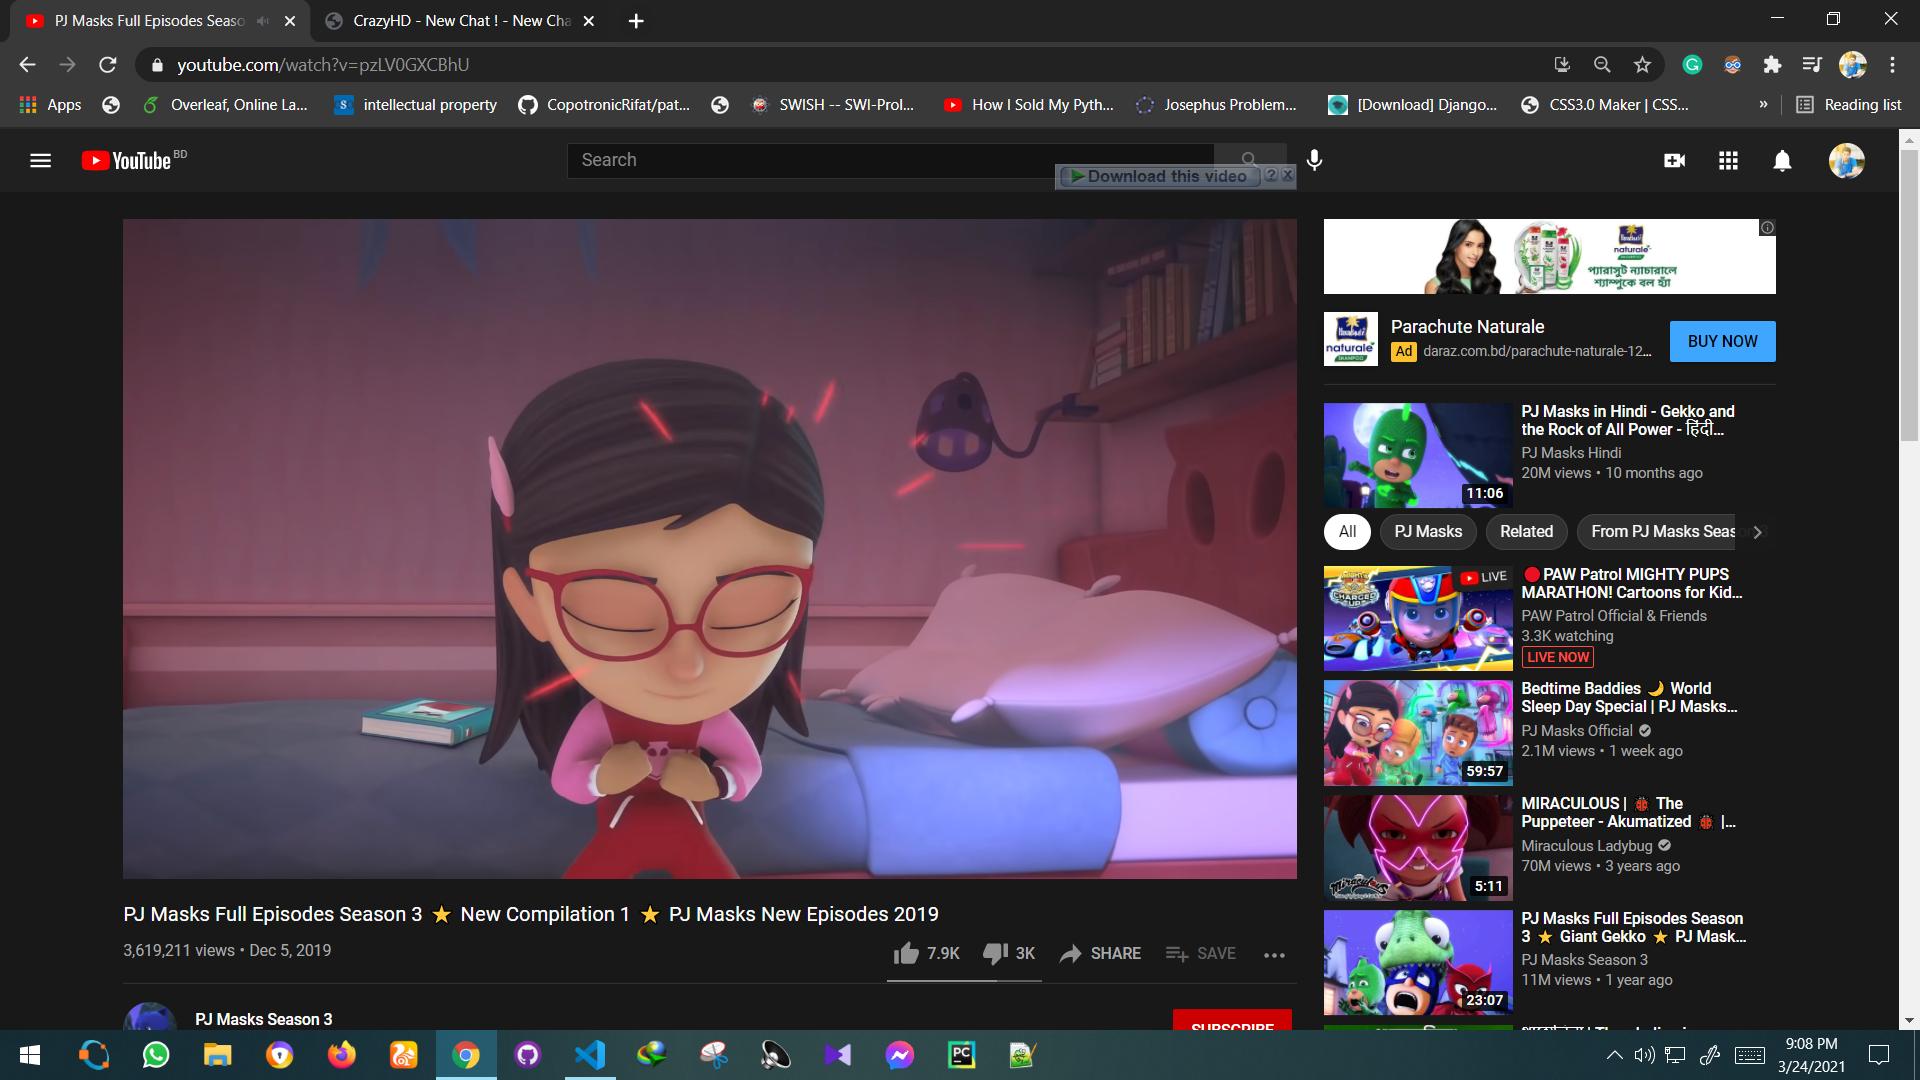 PJ Masks Full Episodes Seaso
CrazyHD - New Chat ! - New Cha
youtube.com/watch?v=pzLV0GXCBhU
Apps
Overleaf, Online La...
intellectual property
CopotronicRifat/pat...
SWISH -- SWI-Prol...
How I Sold My Pyth...
Josephus Problem...
[Download] Django...
CSS3.0 Maker | CSS...
»
Reading list
YouTube BD
Search
Download this video
প্যারাসুট ন্যাচারালে
শ্যাম্পুকে বল হ্যাঁ
naturale
Parachute Naturale
Ad daraz.com.bd/parachute-naturale-12...
BUY NOW
naturale
SHAMPOO
PJ Masks in Hindi - Gekko and
the Rock of All Power - हिंदी...
PJ Masks Hindi
20M views • 10 months ago
11:06
All
PJ Masks
Related
From PJ Masks Seas
LIVE
CHARGED
UP
PAW Patrol MIGHTY PUPS
MARATHON! Cartoons for Kid...
PAW Patrol Official & Friends
3.3K watching
LIVE NOW
Bedtime Baddies 🌙 World
Sleep Day Special | PJ Masks...
PJ Masks Official
2.1M views • 1 week ago
59:57
MIRACULOUS | 🐞 The
Puppeteer - Akumatized 🐞 |...
Miraculous Ladybug
70M views • 3 years ago
Miraculous
5:11
PJ Masks Full Episodes Season
3 ⭐ Giant Gekko ⭐ PJ Mask...
PJ Masks Season 3
11M views • 1 year ago
23:07
PJ Masks Full Episodes Season 3 ⭐ New Compilation 1 ⭐ PJ Masks New Episodes 2019
3,619,211 views • Dec 5, 2019
7.9K
3K
SHARE
SAVE
PJ Masks Season 3
SUBSCRIBE
PC
9:08 PM
3/24/2021